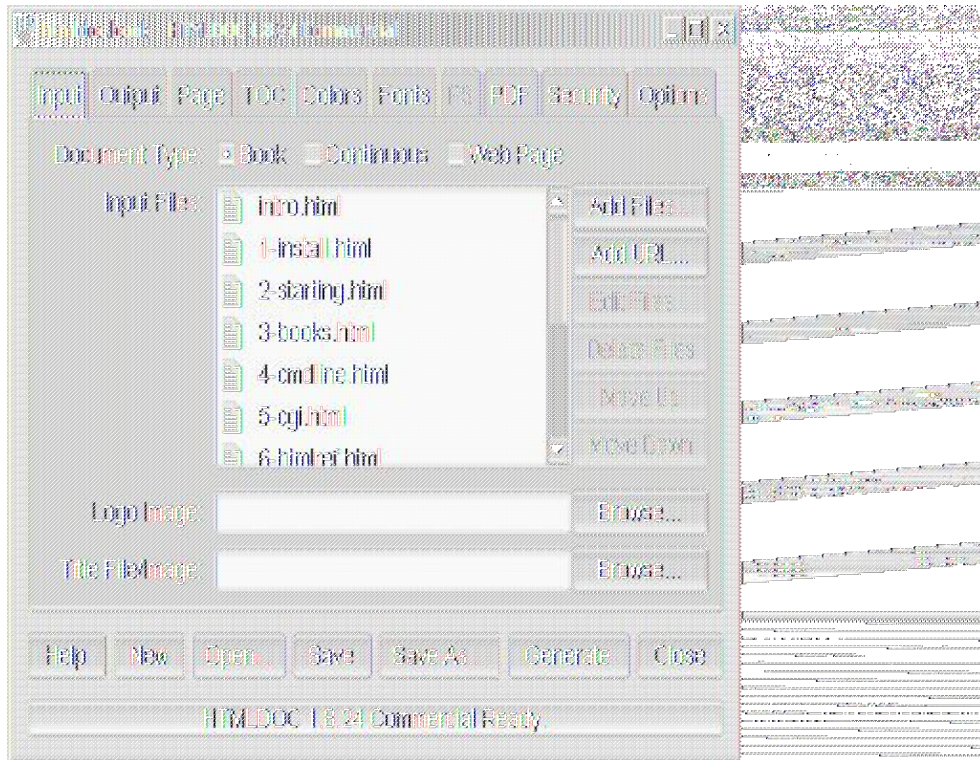 htmldoc.book - HTMLDOC 1.8.24 Commercial
Input Output Page TOC Colors Fonts PS PDF Security Options
Document Type: Book Continuous Web Page
Input Files: intro.html Add Files...
1-install.html Add URL...
2-starting.html Edit Files...
3-books.html Delete Files
4-cmdline.html Move Up
5-cgi.html Move Down
6-htmlref.html
Logo Image: Browse...
Title File/Image: Browse...
Help New Open... Save Save As... Generate Close
HTMLDOC 1.8.24 Commercial Ready.